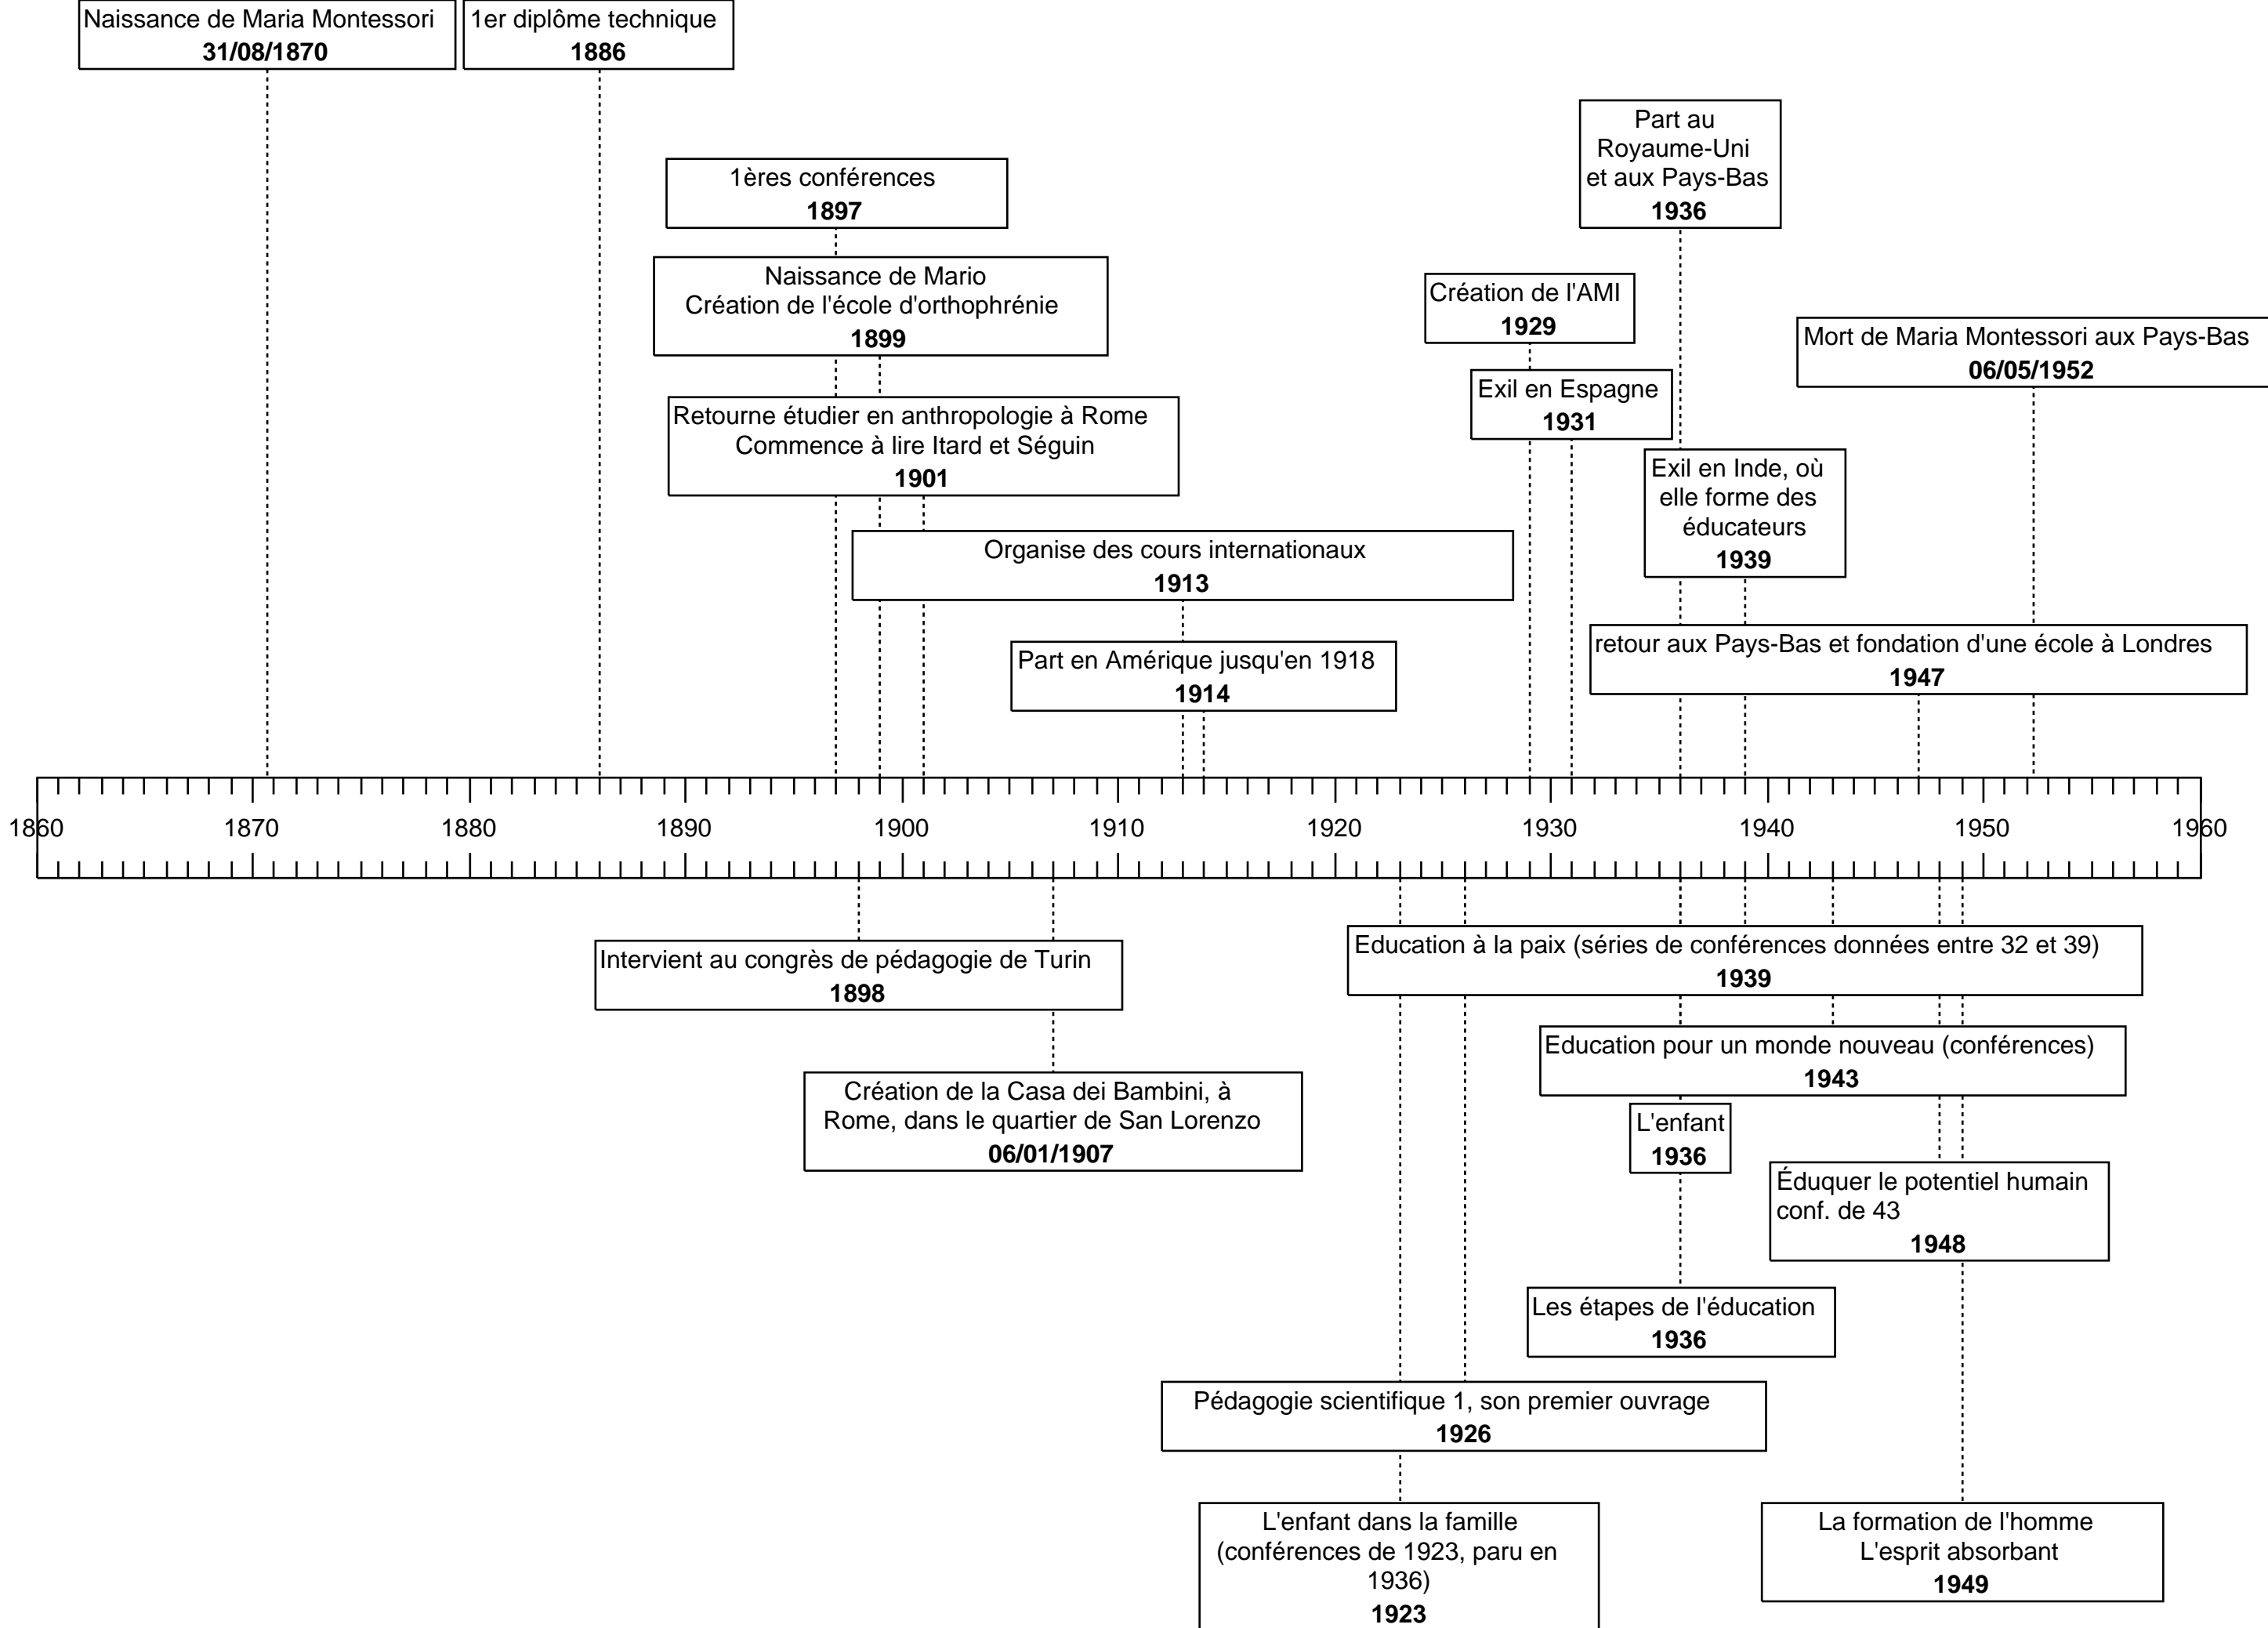 Naissance de Maria Montessori
31/08/1870
1er diplôme technique
1886
1ères conférences
1897
Naissance de Mario
Création de l'école d'orthophrénie
1899
Retourne étudier en anthropologie à Rome
Commence à lire Itard et Séguin
1901
Organise des cours internationaux
1913
Part en Amérique jusqu'en 1918
1914
Création de l'AMI
1929
Exil en Espagne
1931
Part au
Royaume-Uni
et aux Pays-Bas
1936
Exil en Inde, où
elle forme des
éducateurs
1939
Mort de Maria Montessori aux Pays-Bas
06/05/1952
retour aux Pays-Bas et fondation d'une école à Londres
1947
1860 1870 1880 1890 1900 1910 1920 1930 1940 1950 1960
Intervient au congrès de pédagogie de Turin
1898
Création de la Casa dei Bambini, à
Rome, dans le quartier de San Lorenzo
06/01/1907
Education à la paix (séries de conférences données entre 32 et 39)
1939
Education pour un monde nouveau (conférences)
1943
L'enfant
1936
Éduquer le potentiel humain
conf. de 43
1948
Les étapes de l'éducation
1936
Pédagogie scientifique 1, son premier ouvrage
1926
L'enfant dans la famille
(conférences de 1923, paru en
1936)
1923
La formation de l'homme
L'esprit absorbant
1949